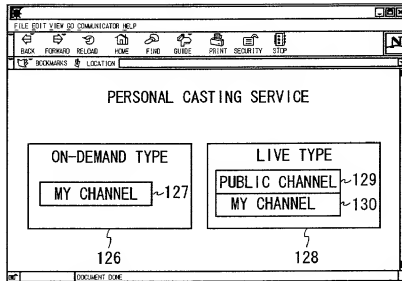 FILE EDIT VIEW GO COMMUNICATOR HELP
BACK FORWARD RELOAD HOME FIND GUIDE PRINT SECURITY STOP
N
BOOKMARKS LOCATION
PERSONAL CASTING SERVICE
ON-DEMAND TYPE
MY CHANNEL 127
126
LIVE TYPE
PUBLIC CHANNEL 129
MY CHANNEL 130
128
DOCUMENT DONE